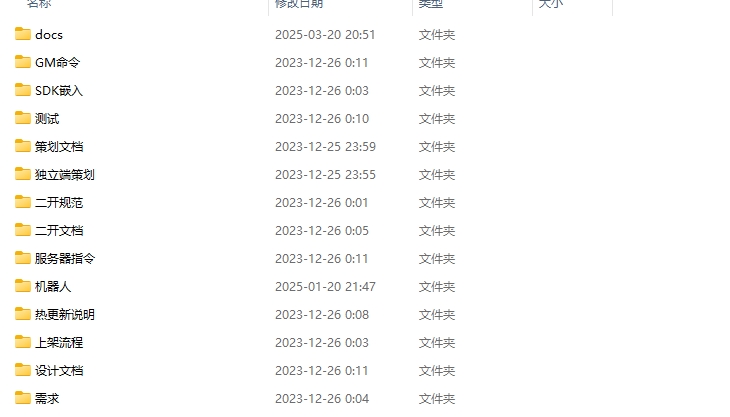 名称 修改日期 类型 大小
docs 2025-03-20 20:51 文件夹
GM命令 2023-12-26 0:11 文件夹
SDK嵌入 2023-12-26 0:03 文件夹
测试 2023-12-26 0:10 文件夹
策划文档 2023-12-25 23:59 文件夹
独立端策划 2023-12-25 23:55 文件夹
二开规范 2023-12-26 0:01 文件夹
二开文档 2023-12-26 0:05 文件夹
服务器指令 2023-12-26 0:11 文件夹
机器人 2025-01-20 21:47 文件夹
热更新说明 2023-12-26 0:08 文件夹
上架流程 2023-12-26 0:03 文件夹
设计文档 2023-12-26 0:11 文件夹
需求 2023-12-26 0:04 文件夹